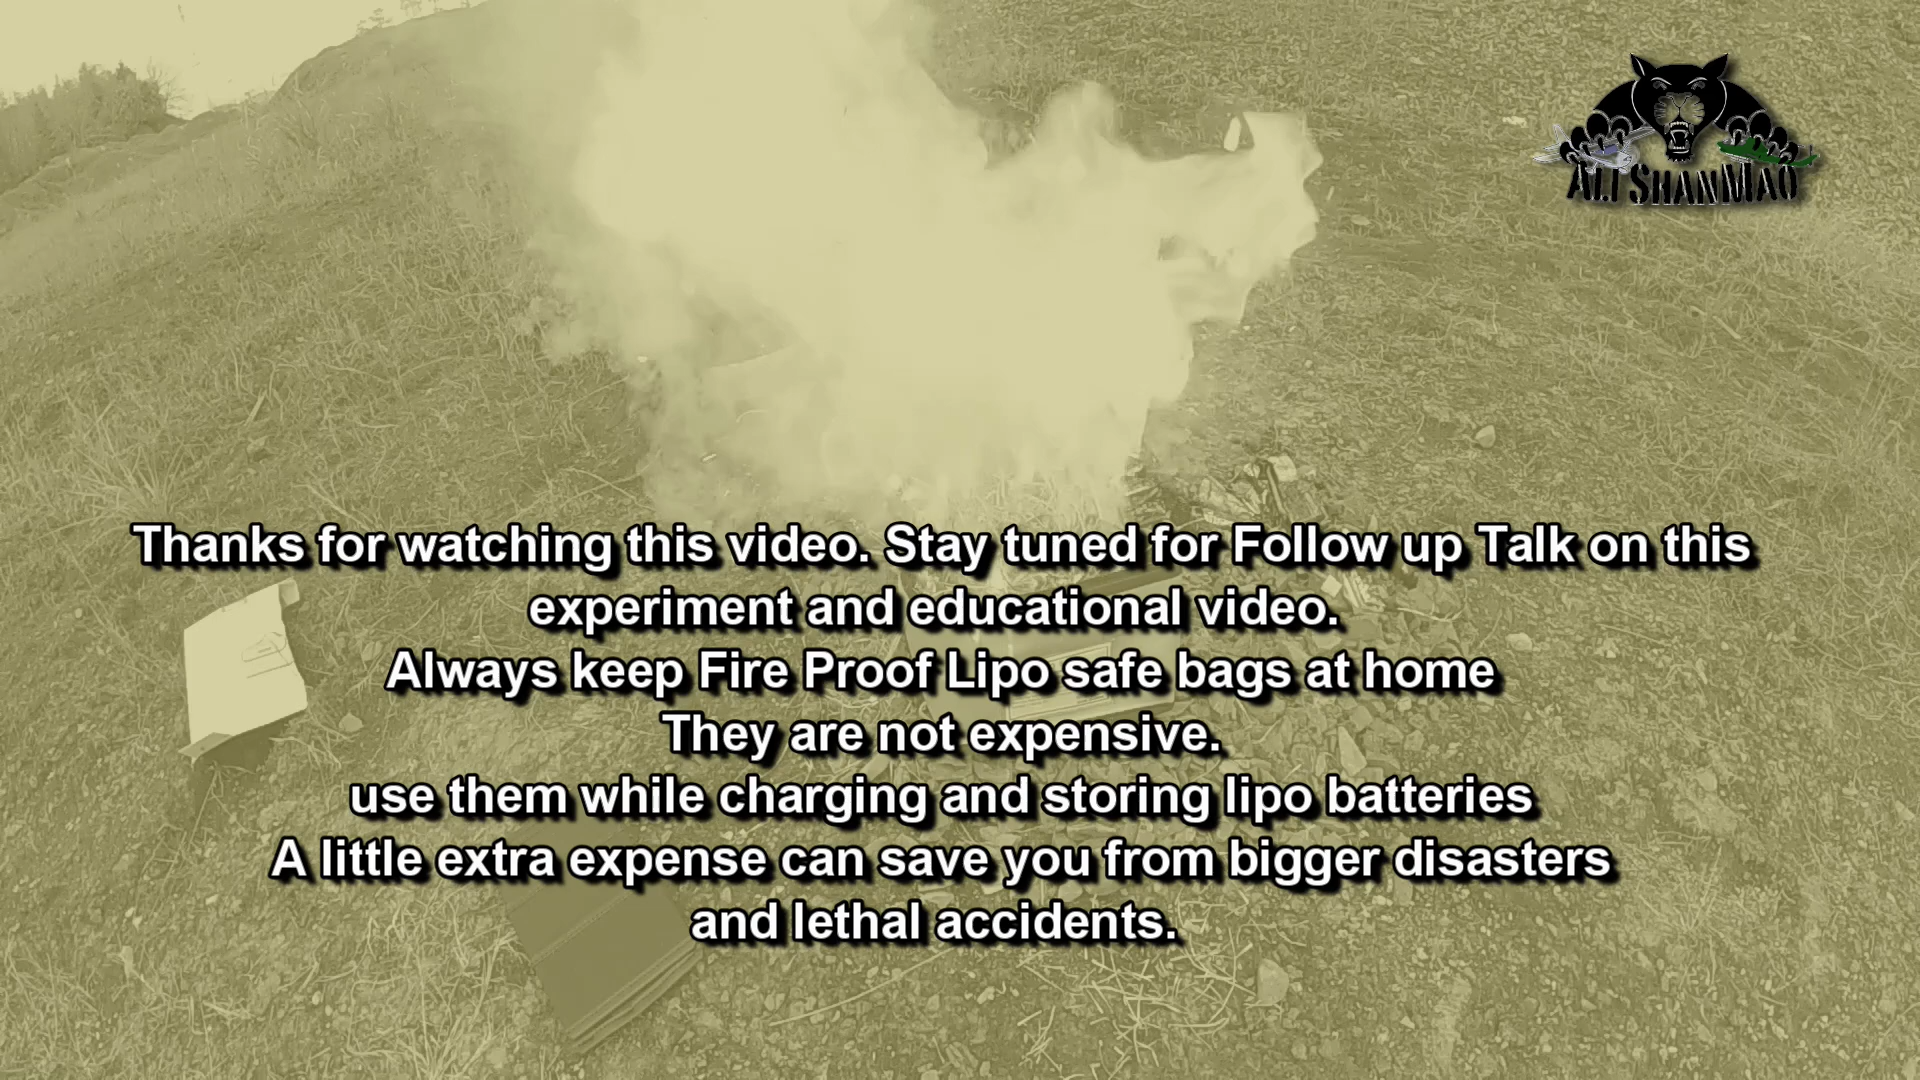 ALI SHANMAO
Thanks for watching this video. Stay tuned for Follow up Talk on this
experiment and educational video.
Always keep Fire Proof Lipo safe bags at home
They are not expensive.
use them while charging and storing lipo batteries
A little extra expense can save you from bigger disasters
and lethal accidents.